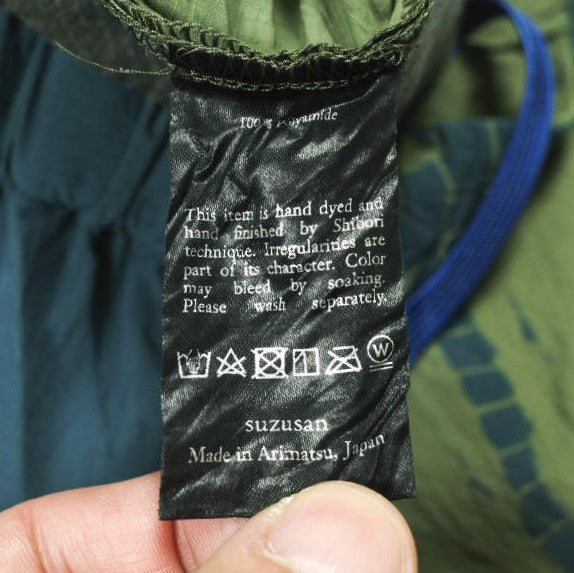 100% Polyamide
This item is hand dyed and
hand finished by Shibori
technique. Irregularities are
part of its character. Color
may bleed by soaking.
Please wash separately.
W
suzusan
Made in Arimatsu, Japan